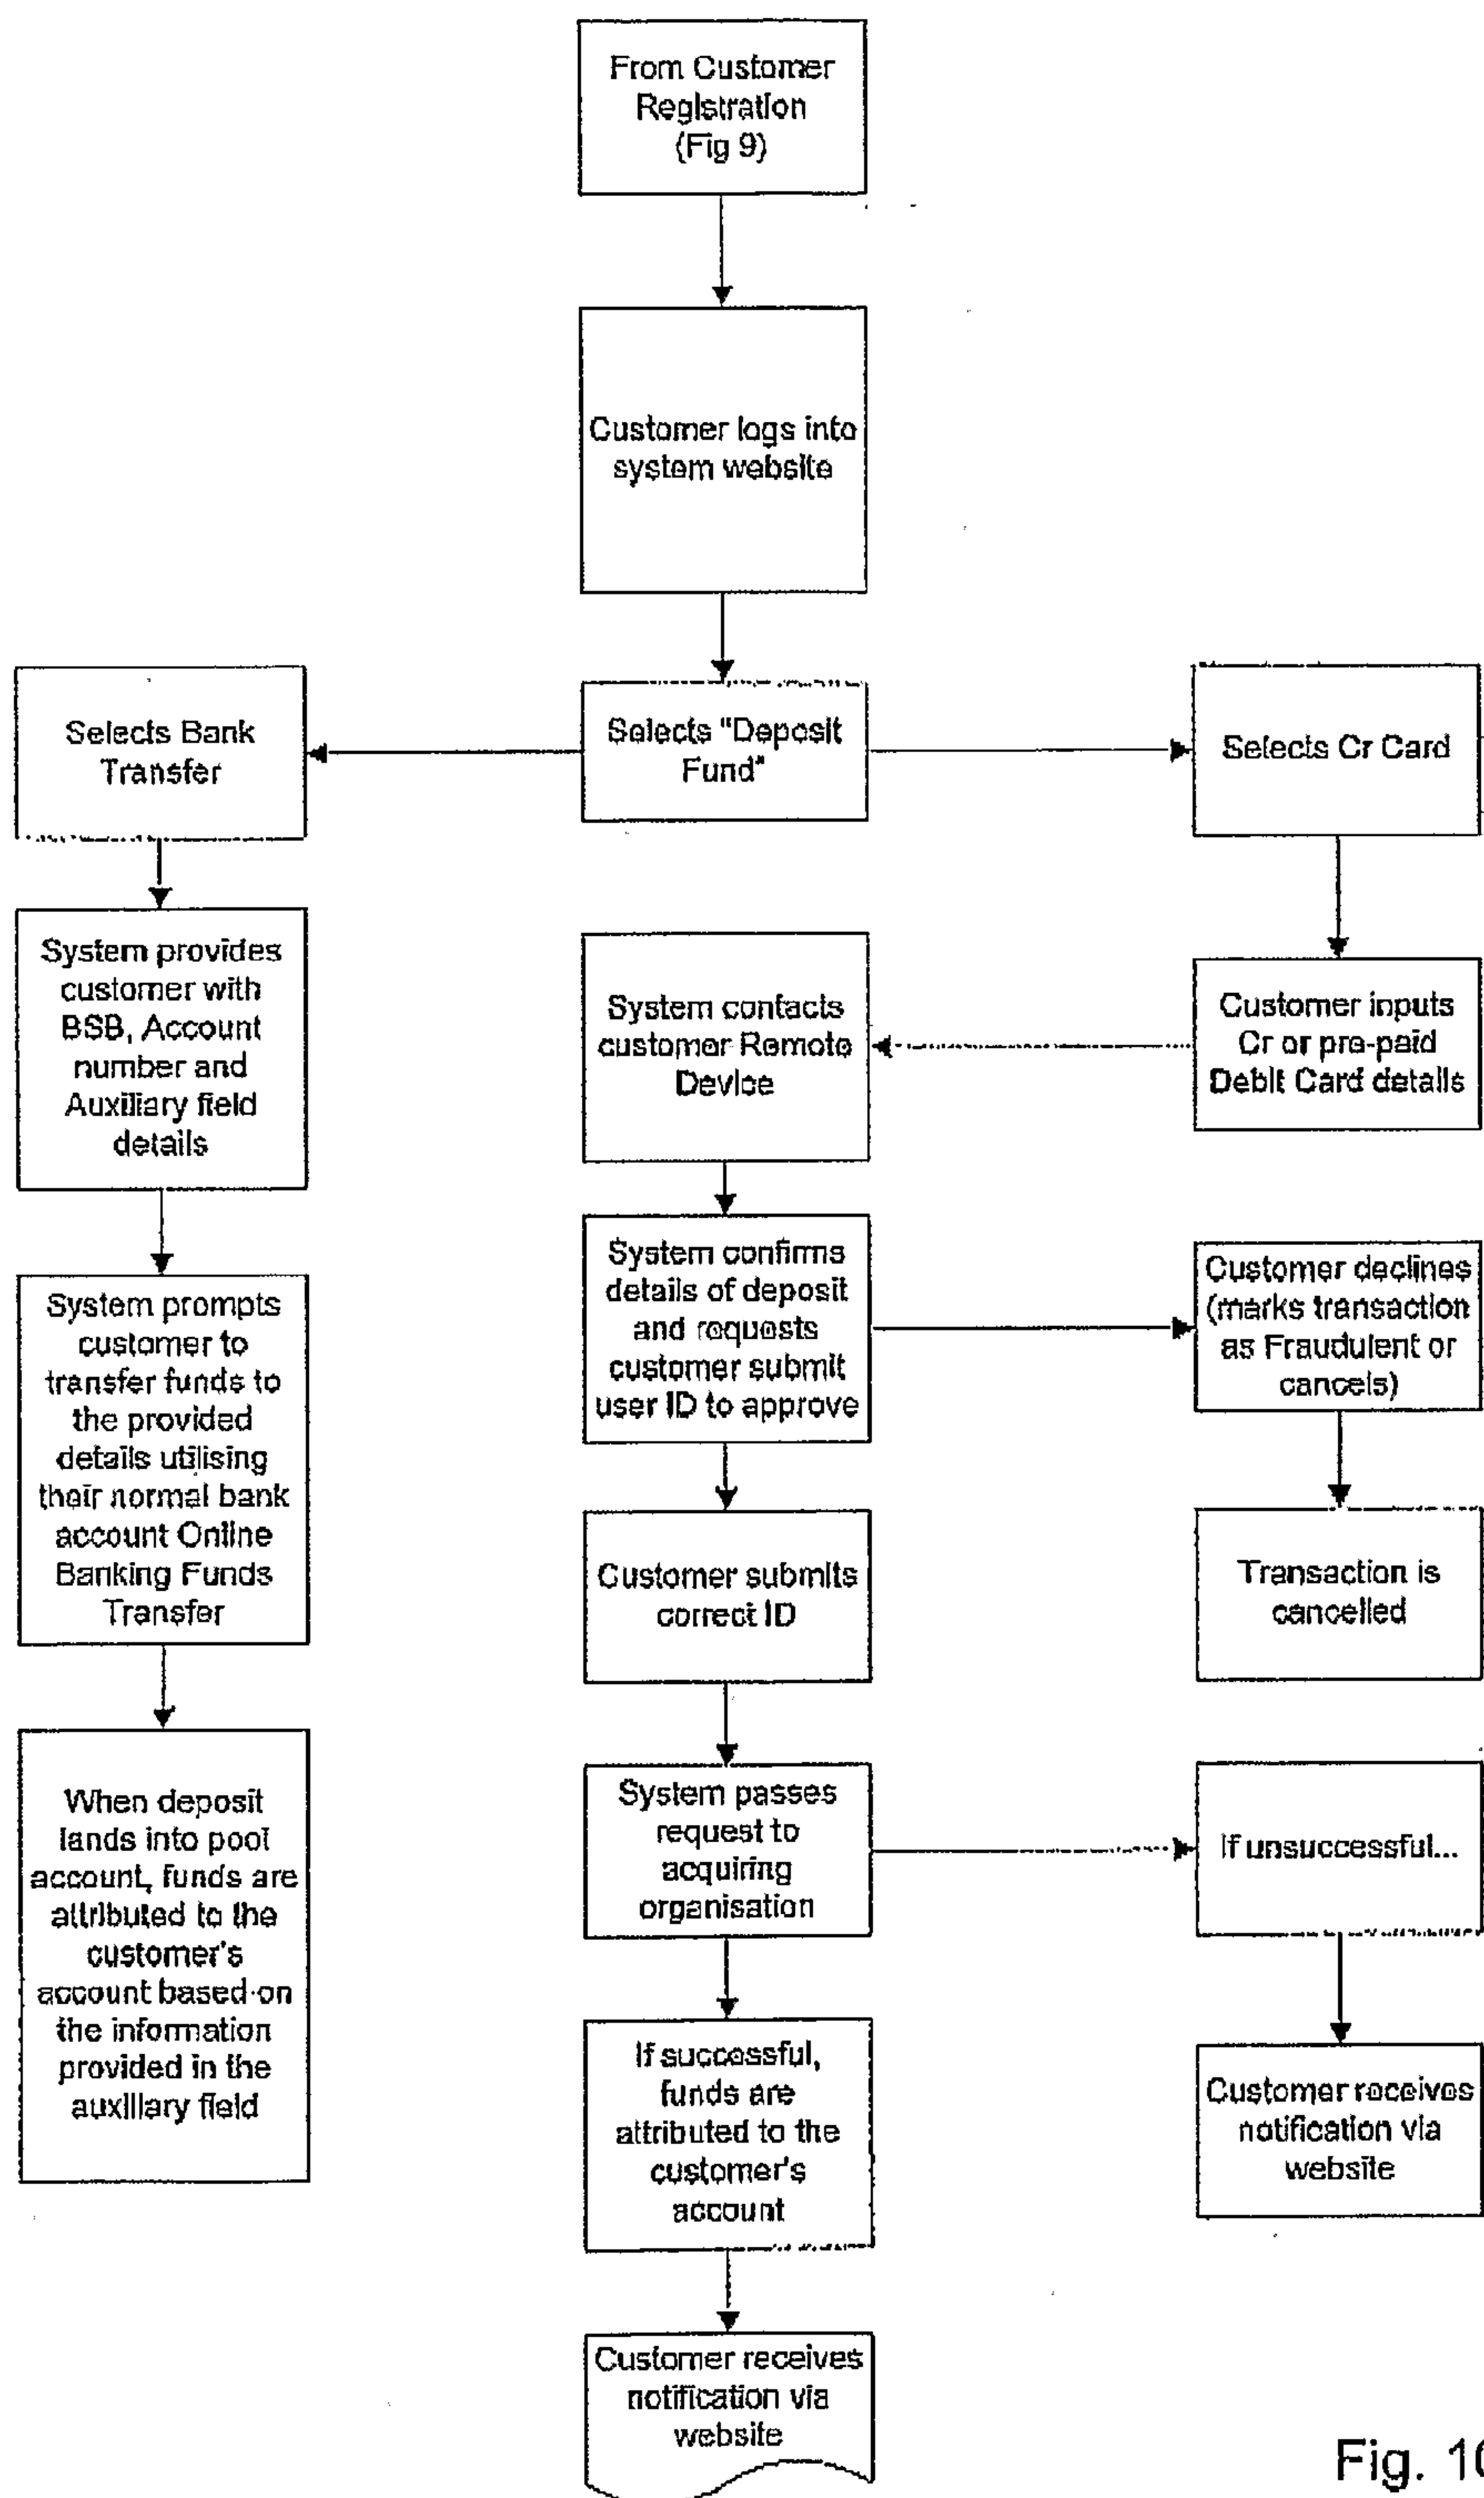 From Customer
Registration
(Fig 9)
Customer logs into
system website
Selects "Deposit
Fund"
Selects Bank
Transfer
System provides
customer with
BSB, Account
number and
Auxiliary field
details
System prompts
customer to
transfer funds to
the provided
details utilising
their normal bank
account Online
Banking Funds
Transfer
When deposit
lands into pool
account, funds are
attributed to the
customer's
account based on
the information
provided in the
auxiliary field
Selects Cr Card
Customer inputs
Cr or pre-paid
Debit Card details
System contacts
customer Remote
Device
System confirms
details of deposit
and requests
customer submit
user ID to approve
Customer declines
(marks transaction
as Fraudulent or
cancels)
Transaction is
cancelled
Customer submits
correct ID
System passes
request to
acquiring
organisation
If unsuccessful...
Customer receives
notification via
website
If successful,
funds are
attributed to the
customer's
account
Customer receives
notification via
website
Fig. 10